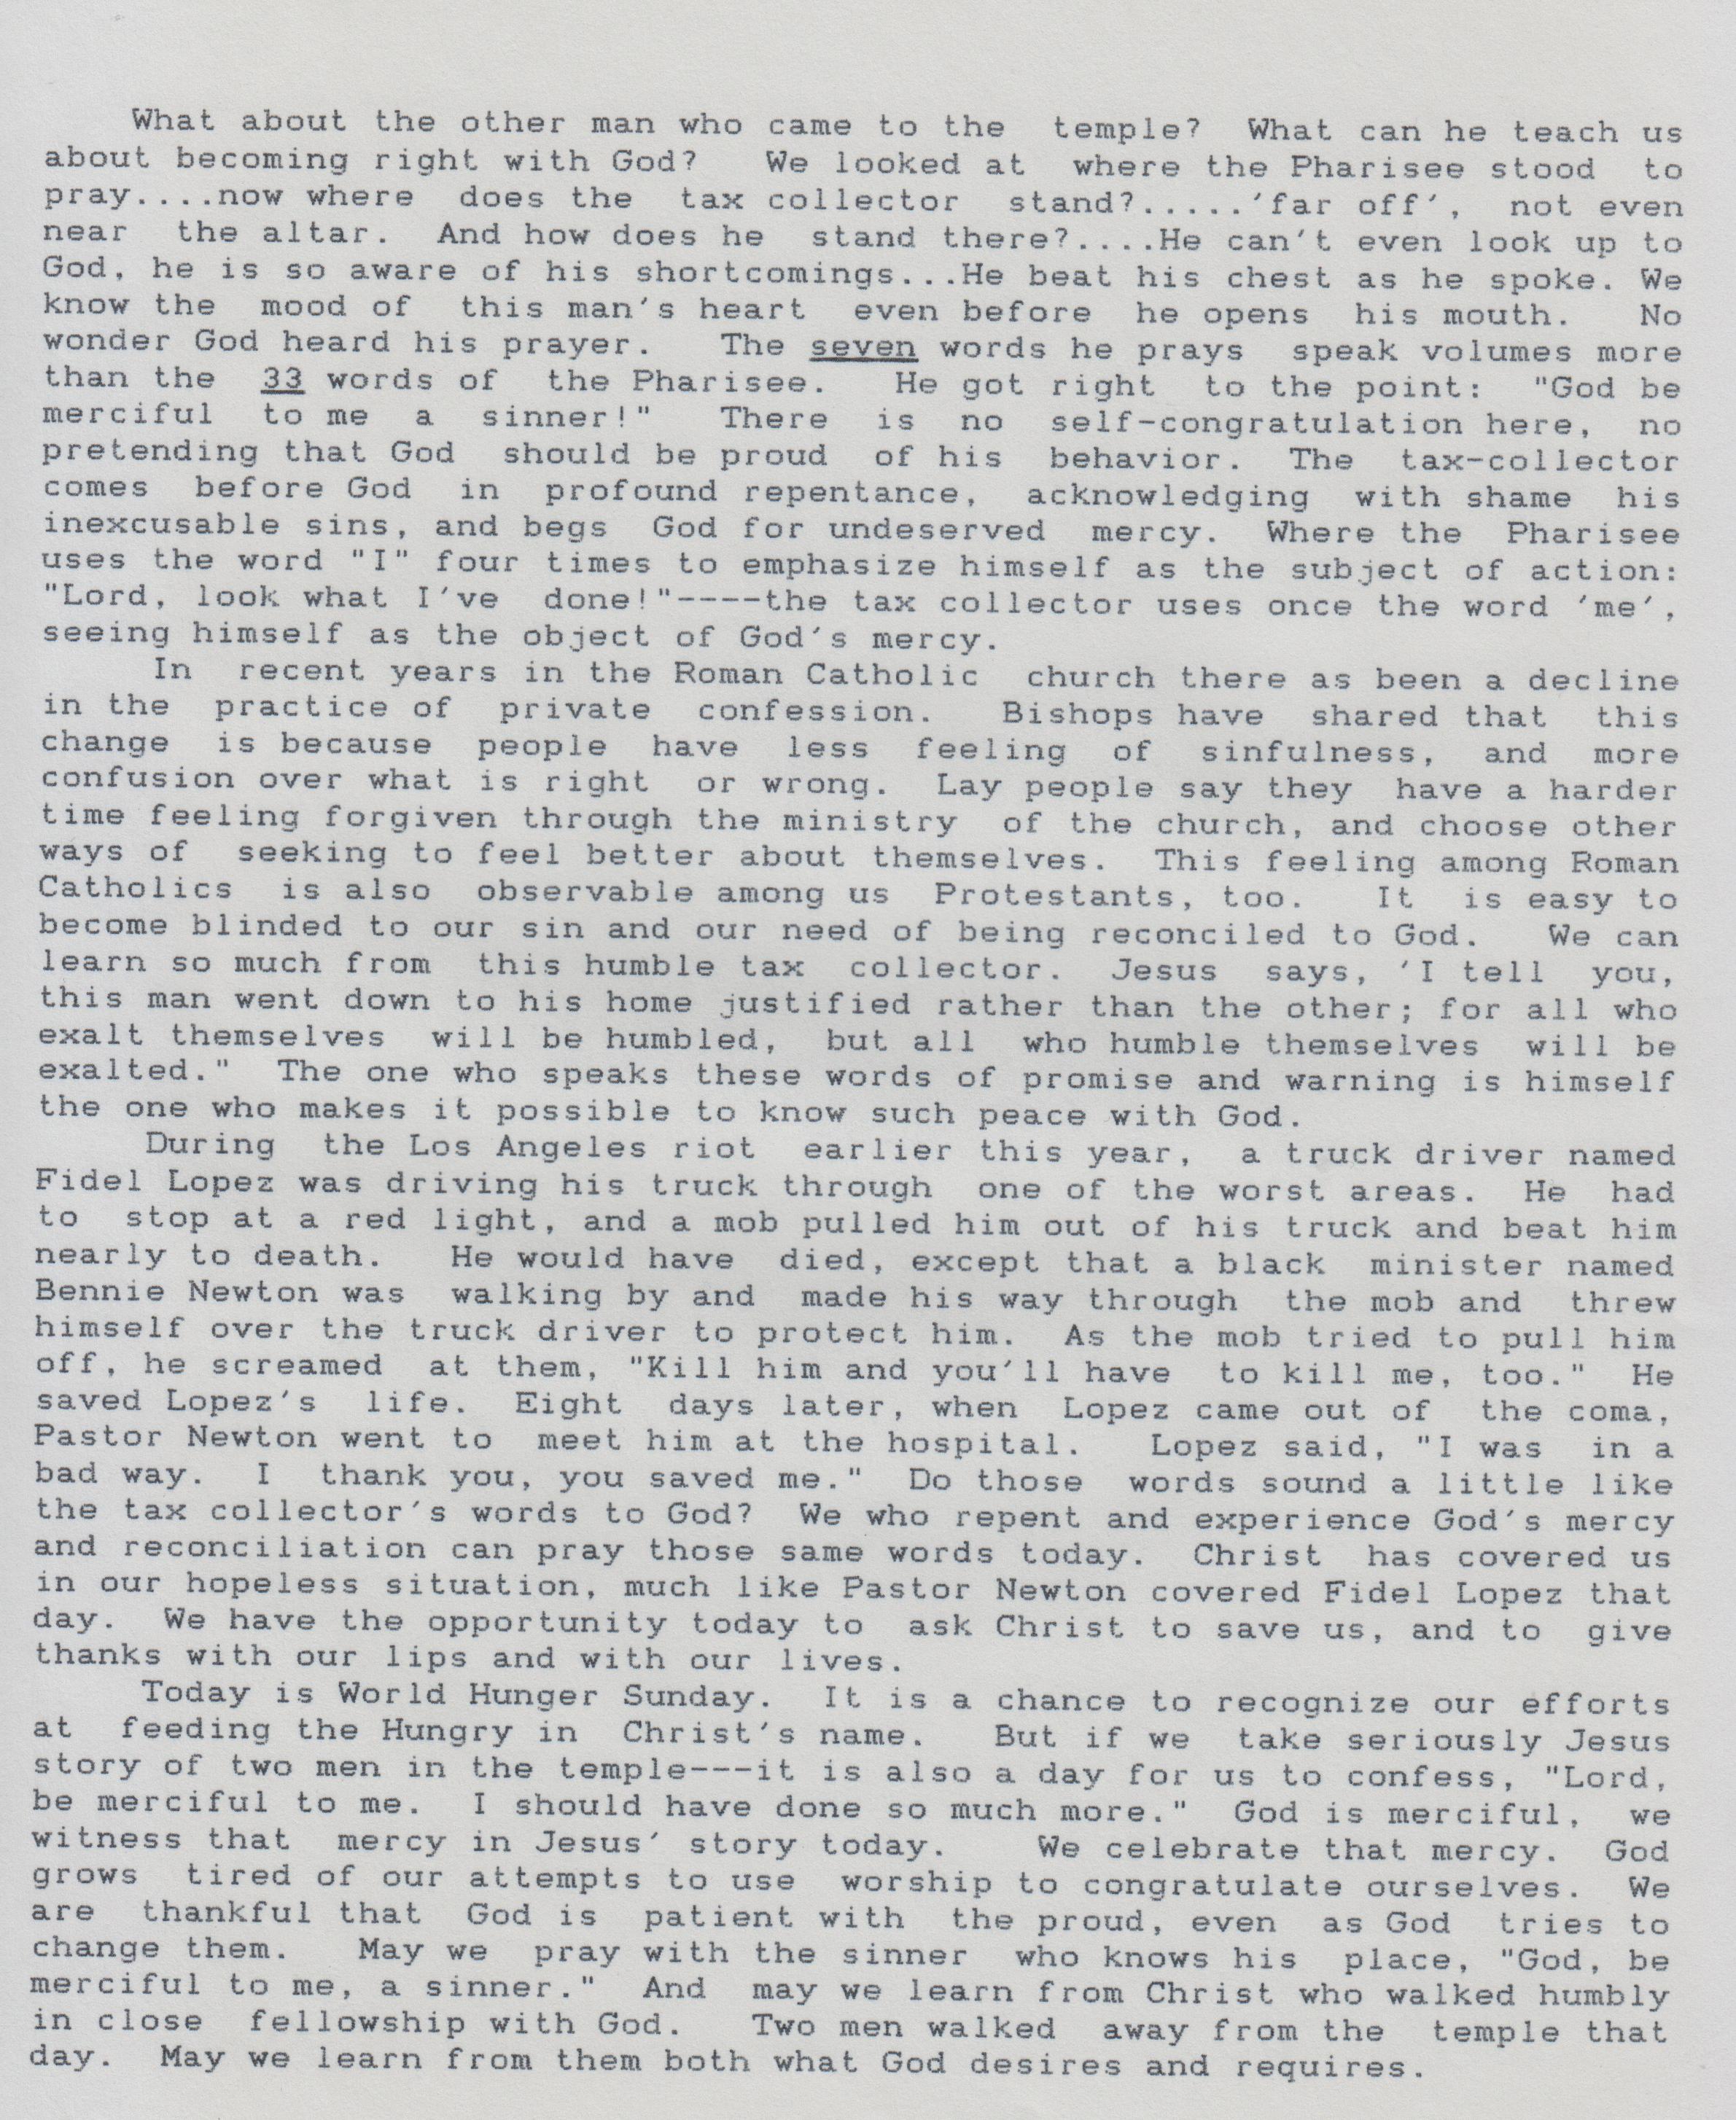 What about the other man who came to the temple? What can he teach us
about becoming right with God? We looked at where the Pharisee stood to
pray....now where does the tax collector stand?.....'far off', not even
near the altar. And how does he stand there?....He can't even look up to
God, he is so aware of his shortcomings...He beat his chest as he spoke. We
know the mood of this man's heart even before he opens his mouth. No
wonder God heard his prayer. The seven words he prays speak volumes more
than the 33 words of the Pharisee. He got right to the point: "God be
merciful to me a sinner!" There is no self-congratulation here, no
pretending that God should be proud of his behavior. The tax-collector
comes before God in profound repentance, acknowledging with shame his
inexcusable sins, and begs God for undeserved mercy. Where the Pharisee
uses the word "I" four times to emphasize himself as the subject of action:
"Lord, look what I've done!"----the tax collector uses once the word 'me',
seeing himself as the object of God's mercy.
In recent years in the Roman Catholic church there as been a decline
in the practice of private confession. Bishops have shared that this
change is because people have less feeling of sinfulness, and more
confusion over what is right or wrong. Lay people say they have a harder
time feeling forgiven through the ministry of the church, and choose other
ways of seeking to feel better about themselves. This feeling among Roman
Catholics is also observable among us Protestants, too. It is easy to
become blinded to our sin and our need of being reconciled to God. We can
learn so much from this humble tax collector. Jesus says, 'I tell you,
this man went down to his home justified rather than the other; for all who
exalt themselves will be humbled, but all who humble themselves will be
exalted." The one who speaks these words of promise and warning is himself
the one who makes it possible to know such peace with God.
During the Los Angeles riot earlier this year, a truck driver named
Fidel Lopez was driving his truck through one of the worst areas. He had
to stop at a red light, and a mob pulled him out of his truck and beat him
nearly to death. He would have died, except that a black minister named
Bennie Newton was walking by and made his way through the mob and threw
himself over the truck driver to protect him. As the mob tried to pull him
off, he screamed at them, "Kill him and you'll have to kill me, too." He
saved Lopez's life. Eight days later, when Lopez came out of the coma,
Pastor Newton went to meet him at the hospital. Lopez said, "I was in a
bad way. I thank you, you saved me." Do those words sound a little like
the tax collector's words to God? We who repent and experience God's mercy
and reconciliation can pray those same words today. Christ has covered us
in our hopeless situation, much like Pastor Newton covered Fidel Lopez that
day. We have the opportunity today to ask Christ to save us, and to give
thanks with our lips and with our lives.
Today is World Hunger Sunday. It is a chance to recognize our efforts
at feeding the Hungry in Christ's name. But if we take seriously Jesus
story of two men in the temple---it is also a day for us to confess, "Lord,
be merciful to me. I should have done so much more." God is merciful, we
witness that mercy in Jesus' story today. We celebrate that mercy. God
grows tired of our attempts to use worship to congratulate ourselves. We
are thankful that God is patient with the proud, even as God tries to
change them. May we pray with the sinner who knows his place, "God, be
merciful to me, a sinner." And may we learn from Christ who walked humbly
in close fellowship with God. Two men walked away from the temple that
day. May we learn from them both what God desires and requires.